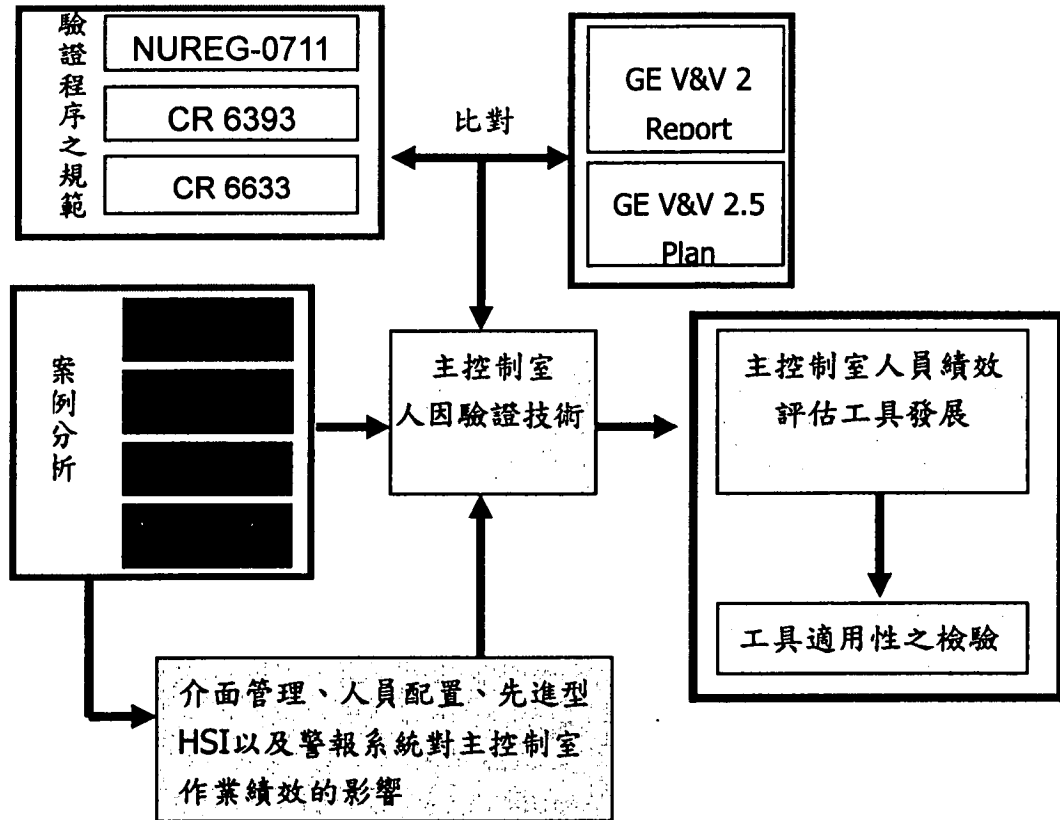 驗證程序之規範
NUREG-0711
CR 6393
CR 6633
比對
GE V&V 2
Report
GE V&V 2.5
Plan
案例分析
主控制室
人因驗證技術
主控制室人員績效
評估工具發展
工具適用性之檢驗
介面管理、人員配置、先進型
HSI以及警報系統對主控制室
作業績效的影響